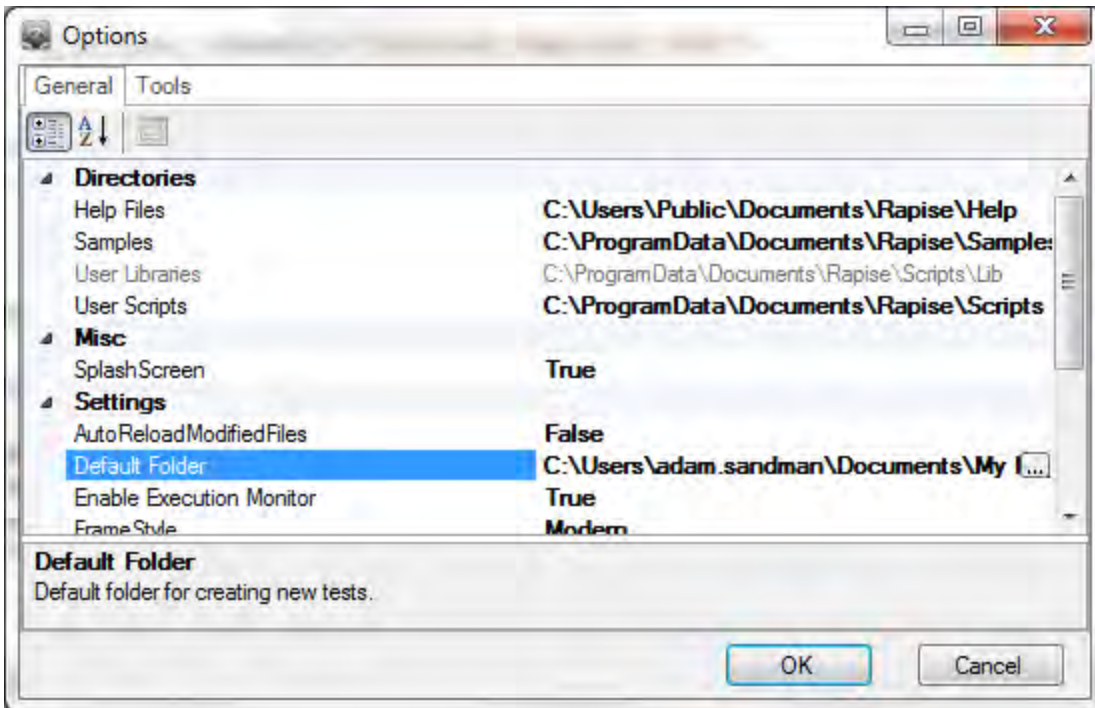 Options
General Tools
Directories
Help Files C:\Users\Public\Documents\Rapise\Help
Samples C:\ProgramData\Documents\Rapise\Samples
User Libraries C:\ProgramData\Documents\Rapise\Scripts\Lib
User Scripts C:\ProgramData\Documents\Rapise\Scripts
Misc
SplashScreen True
Settings
AutoReloadModifiedFiles False
Default Folder C:\Users\adam.sandman\Documents\My ...
Enable Execution Monitor True
FrameStyle Modern
Default Folder
Default folder for creating new tests.
OK Cancel